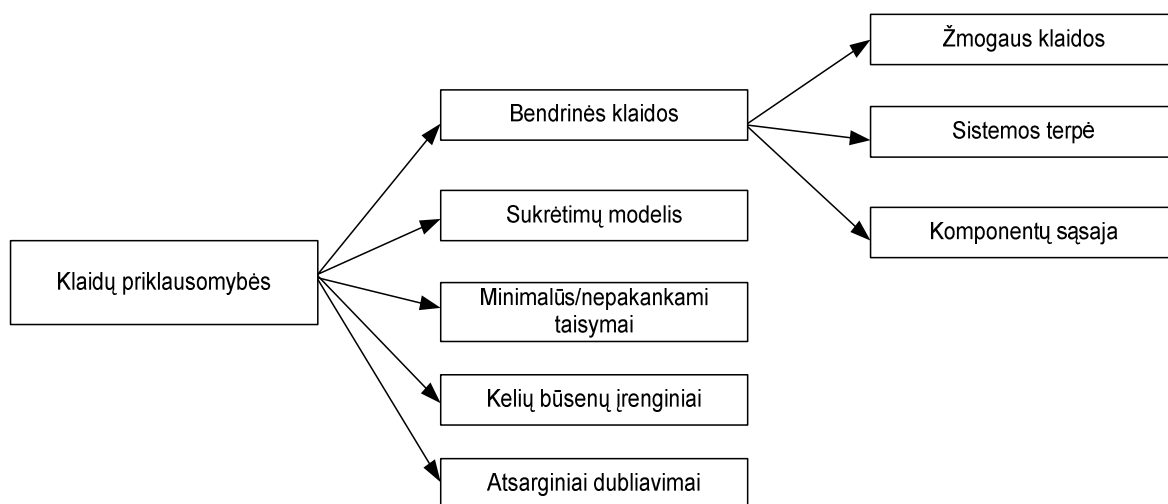 Klaidų priklausomybės
Bendrinės klaidos
Sukrėtimų modelis
Minimalūs/nepakankami
taisymai
Kelių būsenų įrenginiai
Atsarginiai dubliavimai
Žmogaus klaidos
Sistemos terpė
Komponentų sąsaja